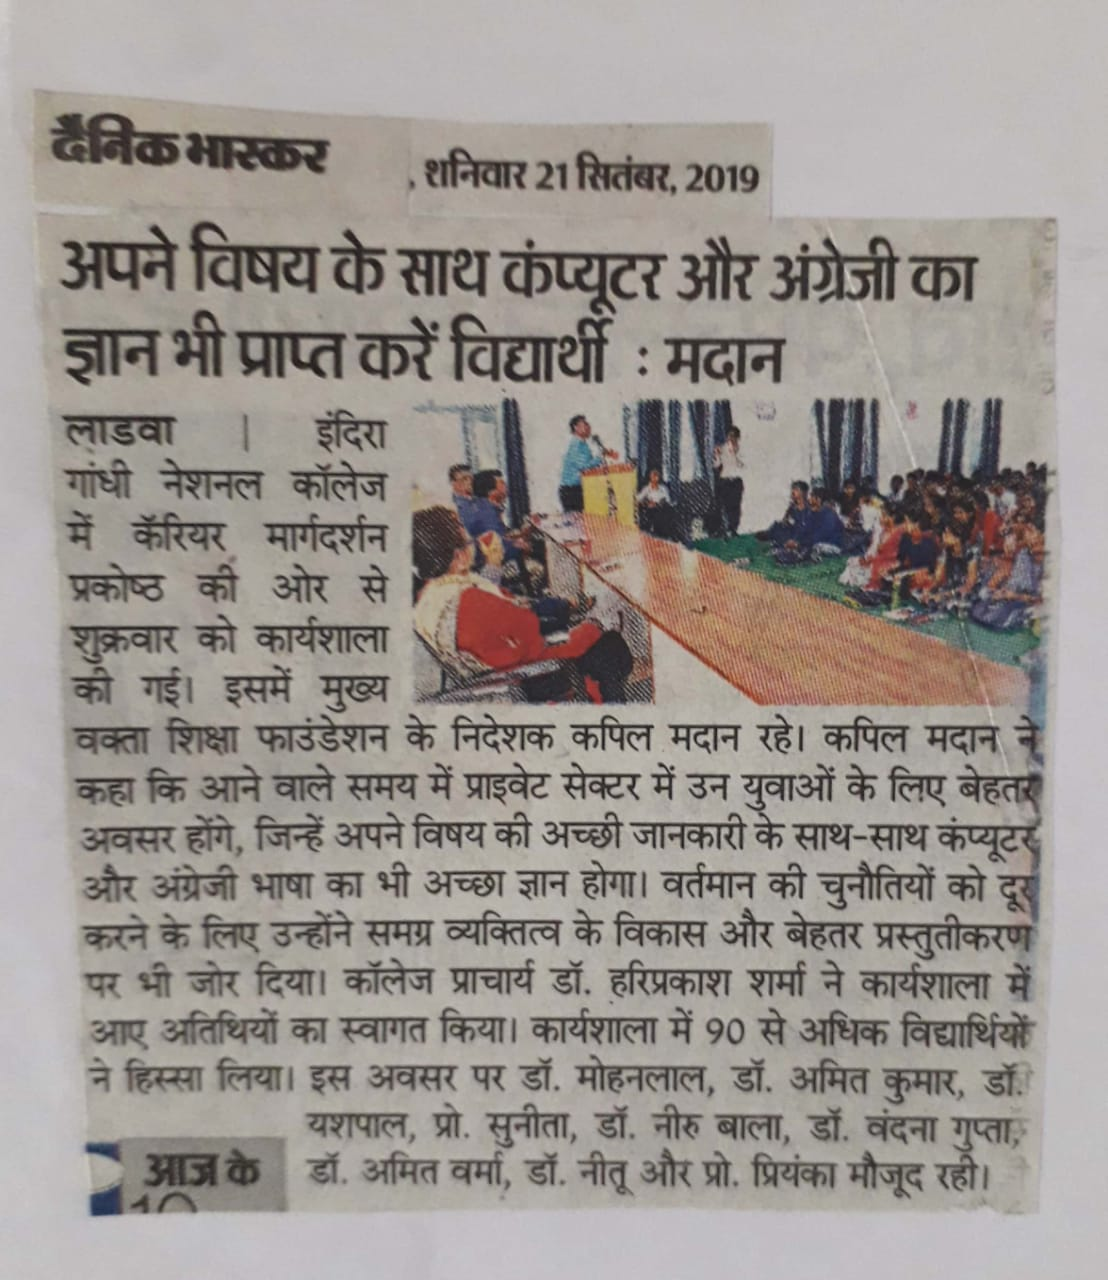 दैनिक भास्कर
, शनिवार 21 सितंबर, 2019
अपने विषय के साथ कंप्यूटर और अंग्रेजी का
ज्ञान भी प्राप्त करें विद्यार्थी : मदान
लाडवा | इंदिरा
गांधी नेशनल कॉलेज
में कॅरियर मार्गदर्शन
प्रकोष्ठ की ओर से
शुक्रवार को कार्यशाला
की गई। इसमें मुख्य
वक्ता शिक्षा फाउंडेशन के निदेशक कपिल मदान रहे। कपिल मदान ने
कहा कि आने वाले समय में प्राइवेट सेक्टर में उन युवाओं के लिए बेहतर
अवसर होंगे, जिन्हें अपने विषय की अच्छी जानकारी के साथ-साथ कंप्यूटर
और अंग्रेजी भाषा का भी अच्छा ज्ञान होगा। वर्तमान की चुनौतियों को दूर
करने के लिए उन्होंने समग्र व्यक्तित्व के विकास और बेहतर प्रस्तुतीकरण
पर भी जोर दिया। कॉलेज प्राचार्य डॉ. हरिप्रकाश शर्मा ने कार्यशाला में
आए अतिथियों का स्वागत किया। कार्यशाला में 90 से अधिक विद्यार्थियों
ने हिस्सा लिया। इस अवसर पर डॉ. मोहनलाल, डॉ. अमित कुमार, डॉ.
यशपाल, प्रो. सुनीता, डॉ. नीरु बाला, डॉ. वंदना गुप्ता,
डॉ. अमित वर्मा, डॉ. नीतू और प्रो. प्रियंका मौजूद रही।
आज के